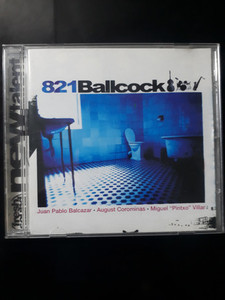 821Ballcock
Juan Pablo Balcazar • August Comminas • Miguel "Pintxo" Villar